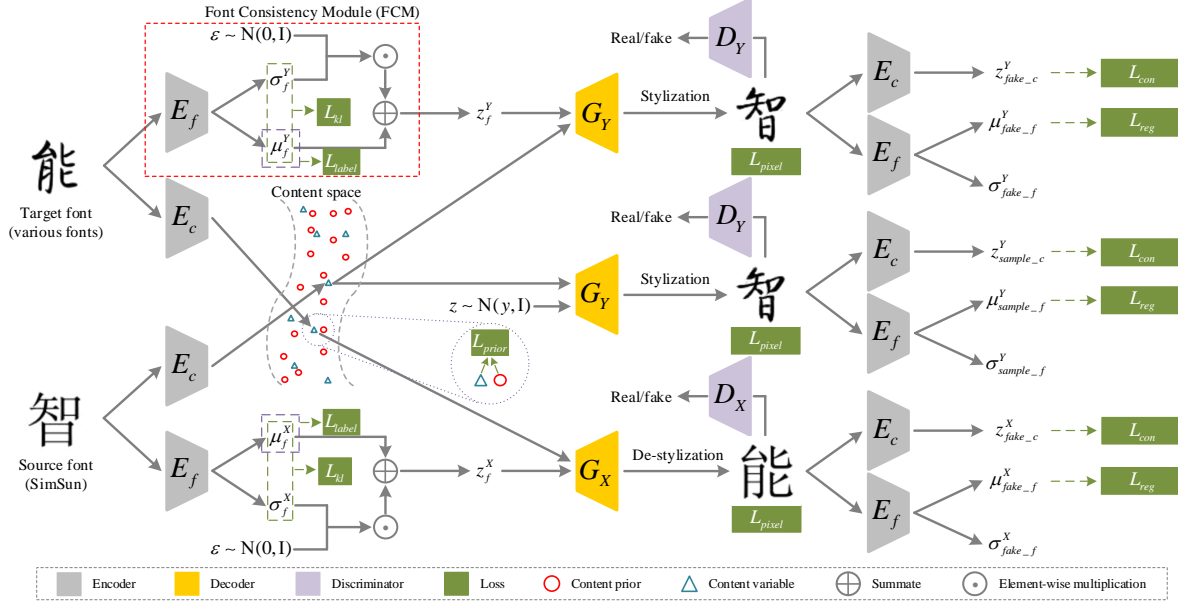 Font Consistency Module (FCM)
ε ~ N(0,I)
σ_f^Y
E_f
L_kl
μ_f^Y
L_label
z_f^Y
能
Target font
(various fonts)
E_c
Content space
L_prior
E_c
智
Source font
(SimSun)
E_f
μ_f^X
L_label
L_kl
σ_f^X
z_f^X
ε ~ N(0,I)
Real/fake
D_Y
G_Y
Stylization
智
L_pixel
E_c
z_fake_c^Y
L_con
E_f
μ_fake_f^Y
L_reg
σ_fake_f^Y
Real/fake
D_Y
z ~ N(y,I)
G_Y
Stylization
智
L_pixel
E_c
z_sample_c^Y
L_con
E_f
μ_sample_f^Y
L_reg
σ_sample_f^Y
Real/fake
D_X
G_X
De-stylization
能
L_pixel
E_c
z_fake_c^X
L_con
E_f
μ_fake_f^X
L_reg
σ_fake_f^X
Encoder
Decoder
Discriminator
Loss
Content prior
Content variable
Summate
Element-wise multiplication